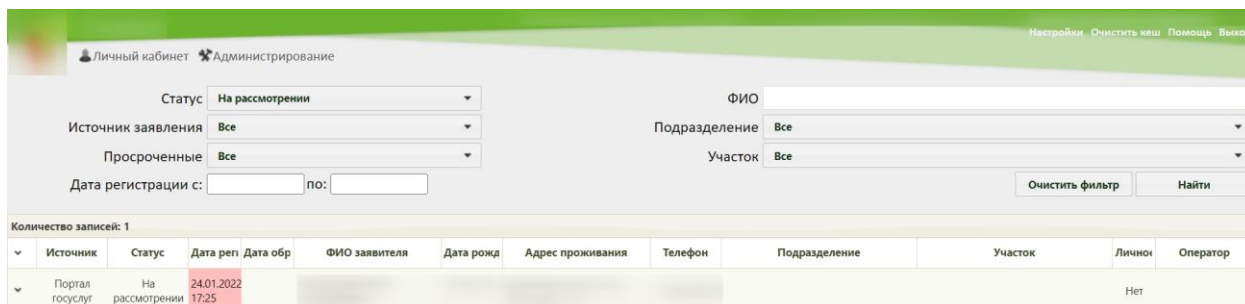 Настройки Очистить кеш Помощь Выхо
Личный кабинет Администрирование
Статус На рассмотрении ФИО
Источник заявления Все Подразделение Все
Просроченные Все Участок Все
Дата регистрации с: по: Очистить фильтр Найти
Количество записей: 1
Источник Статус Дата рег Дата обр ФИО заявителя Дата рожд Адрес проживания Телефон Подразделение Участок Личное Оператор
Портал На 24.01.2022
госуслуг рассмотрении 17:25 Нет